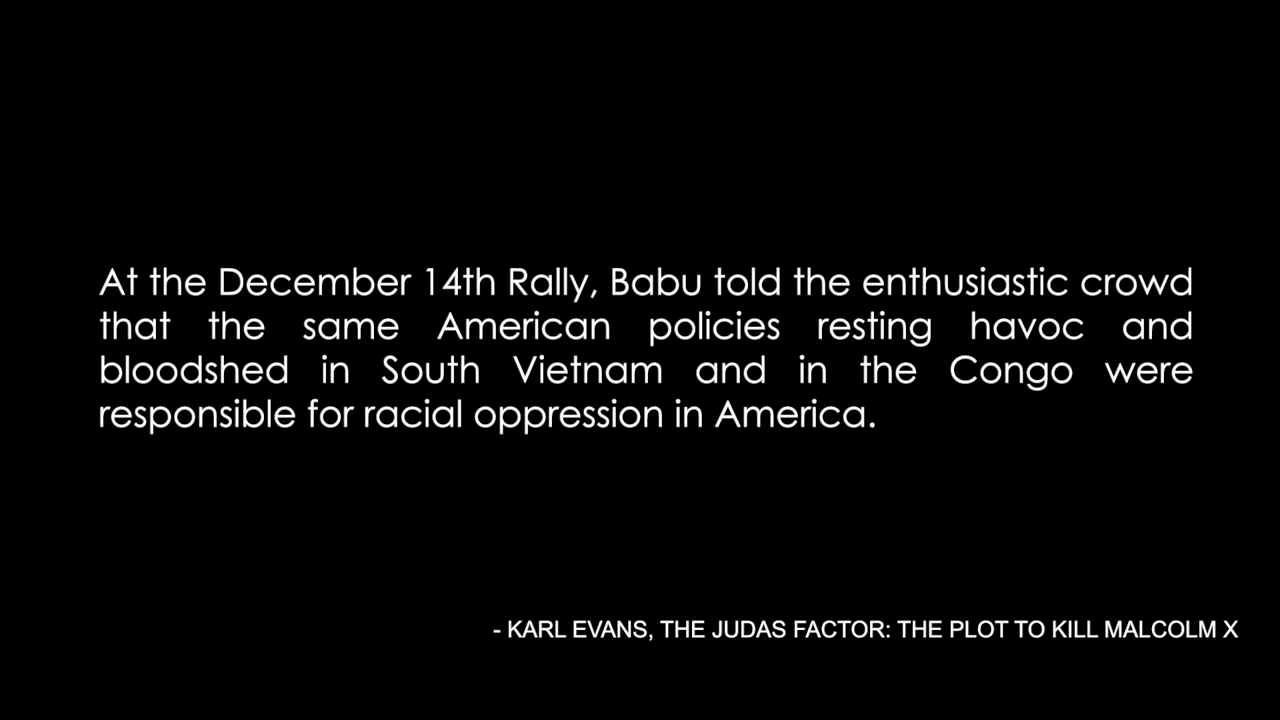 At the December 14th Rally, Babu told the enthusiastic crowd
that the same American policies resting havoc and
bloodshed in South Vietnam and in the Congo were
responsible for racial oppression in America.
- KARL EVANS, THE JUDAS FACTOR: THE PLOT TO KILL MALCOLM X